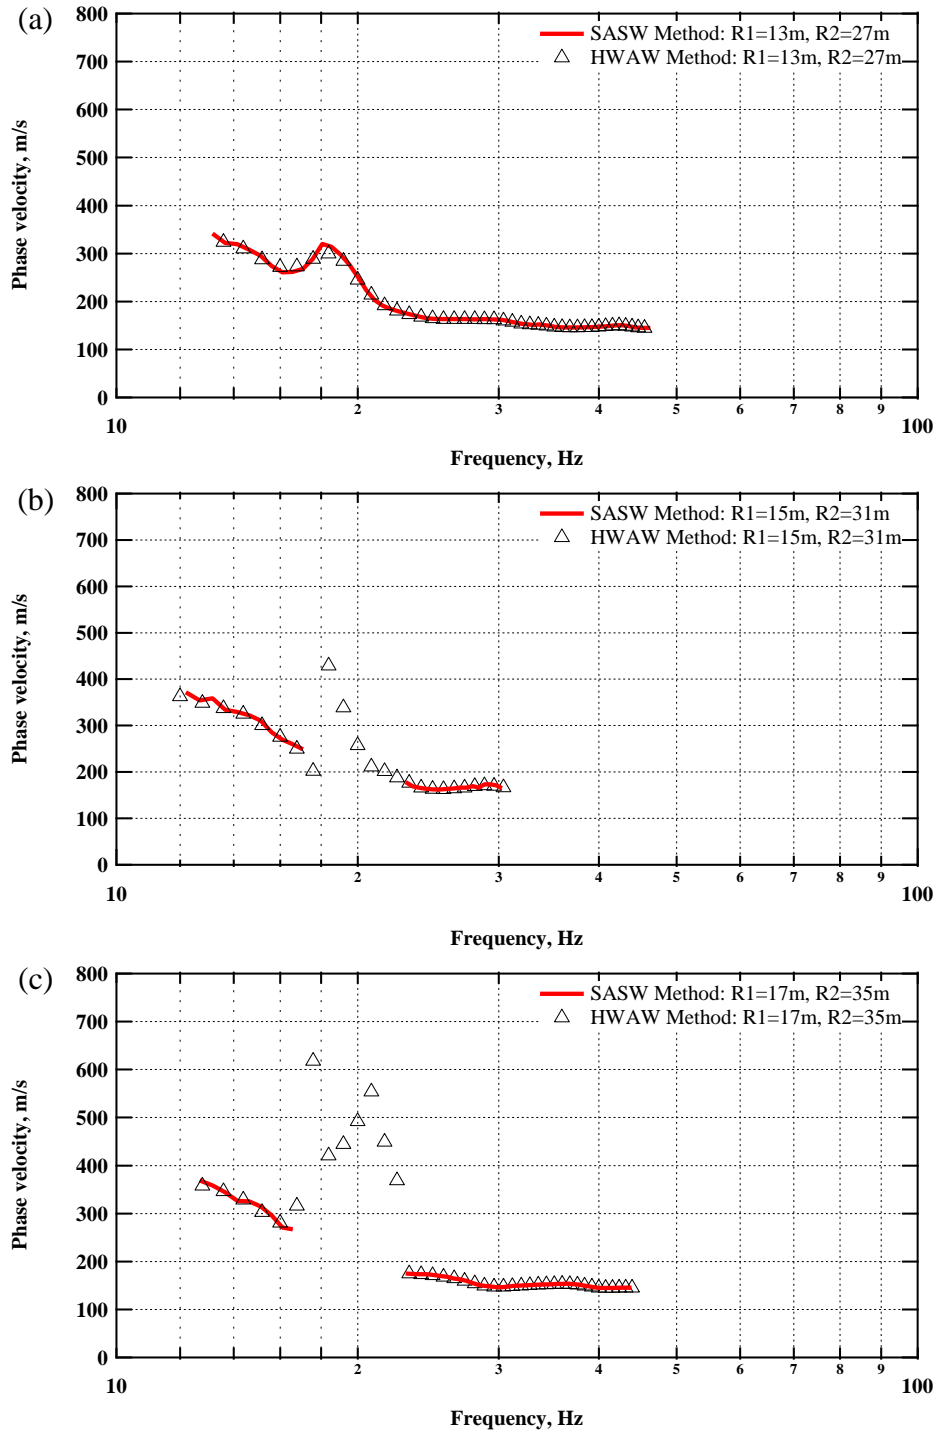 (a)
800
700
600
500
400
300
200
100
0
Phase velocity, m/s
SASW Method: R1=13m, R2=27m
HWAW Method: R1=13m, R2=27m
10 2 3 4 5 6 7 8 9 100
Frequency, Hz
(b)
800
700
600
500
400
300
200
100
0
Phase velocity, m/s
SASW Method: R1=15m, R2=31m
HWAW Method: R1=15m, R2=31m
10 2 3 4 5 6 7 8 9 100
Frequency, Hz
(c)
800
700
600
500
400
300
200
100
0
Phase velocity, m/s
SASW Method: R1=17m, R2=35m
HWAW Method: R1=17m, R2=35m
10 2 3 4 5 6 7 8 9 100
Frequency, Hz